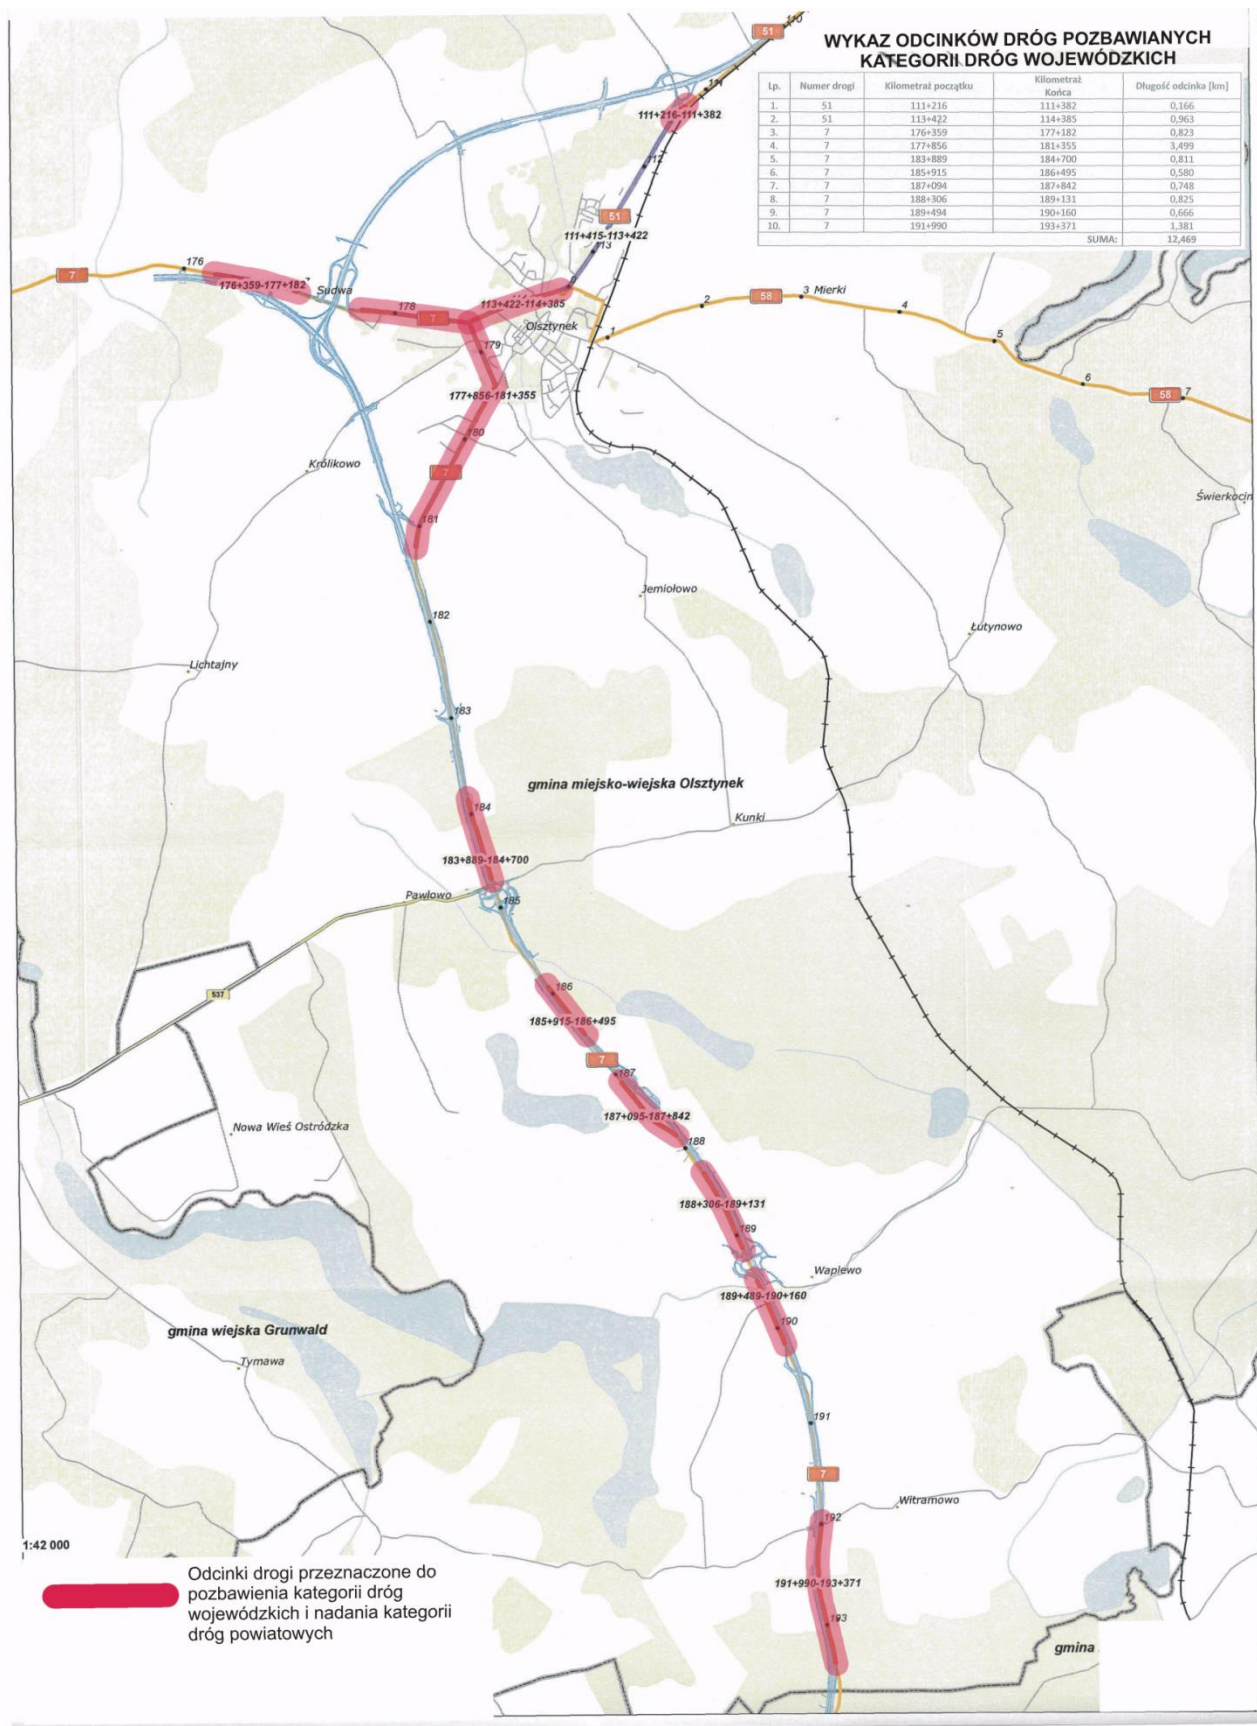 51
110
WYKAZ ODCINKÓW DRÓG POZBAWIANYCH
KATEGORII DRÓG WOJEWÓDZKICH
Lp. Numer drogi Kilometraż początku Kilometraż Końca Długość odcinka [km]
1. 51 111+216 111+382 0,166
2. 51 113+422 114+385 0,963
3. 7 176+359 177+182 0,823
4. 7 177+856 181+355 3,499
5. 7 183+889 184+700 0,811
6. 7 185+915 186+495 0,580
7. 7 187+094 187+842 0,748
8. 7 188+306 189+131 0,825
9. 7 189+494 190+160 0,666
10. 7 191+990 193+371 1,381
SUMA: 12,469
111+216-111+382
112
51
111+415-113+422
113
176
7
176+359-177+182
Sudwa
178
7
113+422-114+385
Olsztynek
1
2
58
3 Mierki
4
5
6
58
7
179
177+856-181+355
180
7
Królikowo
181
Świerkocin
182
Jemiołowo
Łutynowo
Lichtajny
183
gmina miejsko-wiejska Olsztynek
184
Kunki
183+889-184+700
Pawłowo
185
537
186
185+915-186+495
7
187
187+095-187+842
Nowa Wieś Ostródzka
188
188+306-189+131
189
Waplewo
189+489-190+160
190
gmina wiejska Grunwald
Tymawa
191
7
Witramowo
192
1:42 000
191+990-193+371
193
gmina
Odcinki drogi przeznaczone do
pozbawienia kategorii dróg
wojewódzkich i nadania kategorii
dróg powiatowych